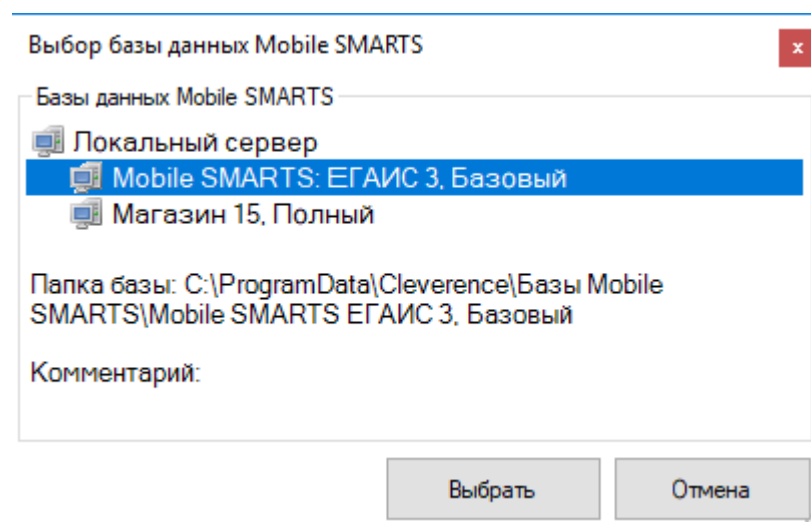 Выбор базы данных Mobile SMARTS
x
Базы данных Mobile SMARTS
Локальный сервер
Mobile SMARTS: ЕГАИС 3, Базовый
Магазин 15, Полный
Папка базы: C:\ProgramData\Cleverence\Базы Mobile
SMARTS\Mobile SMARTS ЕГАИС 3, Базовый
Комментарий:
Выбрать
Отмена